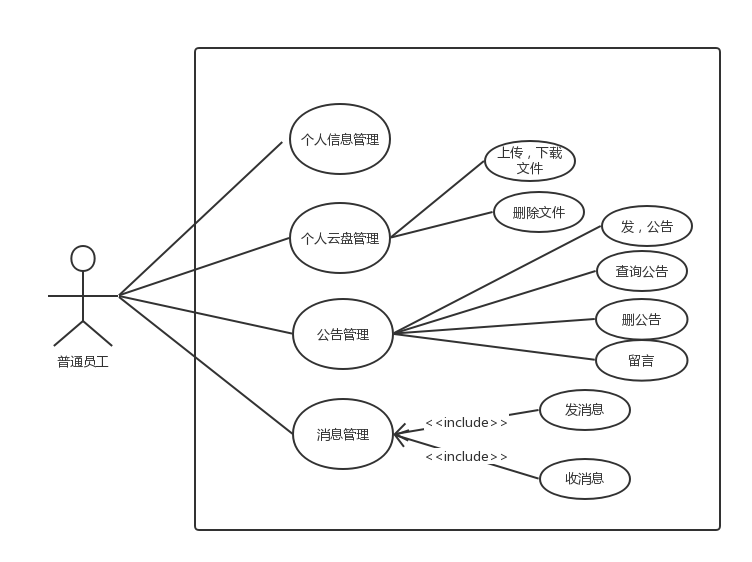 个人信息管理
上传，下载
文件
删除文件
个人云盘管理
发，公告
查询公告
公告管理
删公告
普通员工
留言
发消息
<<include>>
消息管理
<<include>>
收消息